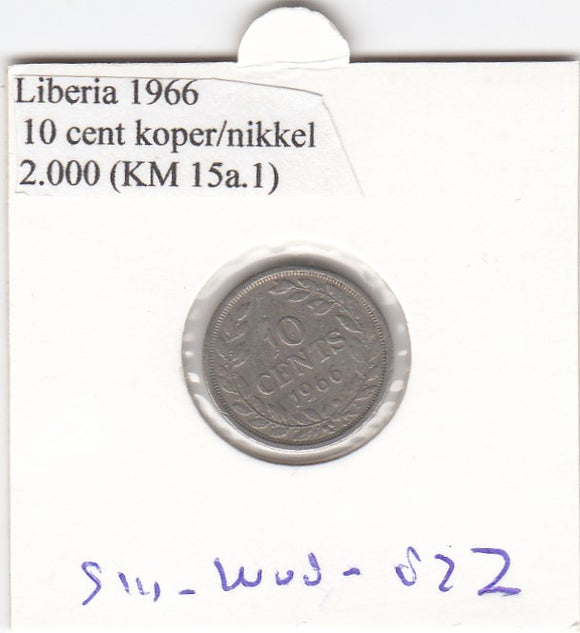 Liberia 1966
10 cent koper/nikkel
2.000 (KM 15a.1)
10
CENTS
1966